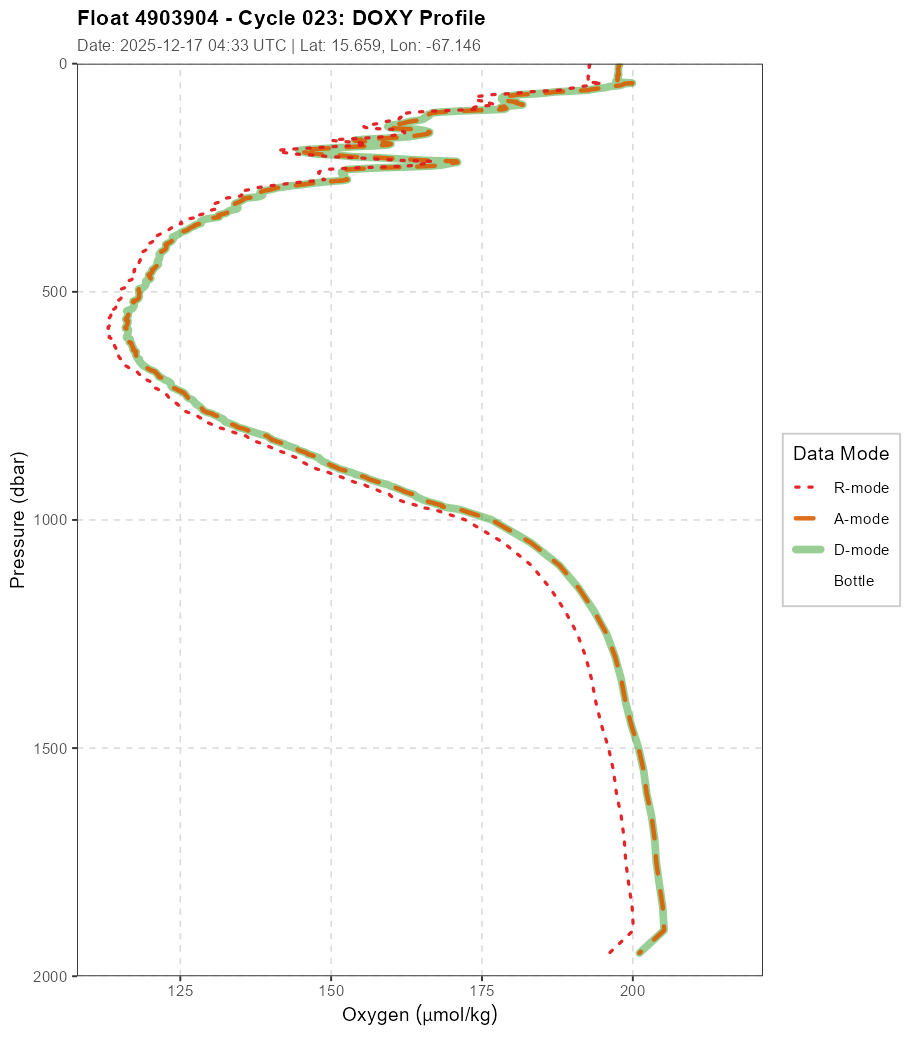 Float 4903904 - Cycle 023: DOXY Profile
Date: 2025-12-17 04:33 UTC | Lat: 15.659, Lon: -67.146
0
500
1000
1500
2000
Pressure (dbar)
125
150
175
200
Oxygen (μmol/kg)
Data Mode
R-mode
A-mode
D-mode
Bottle